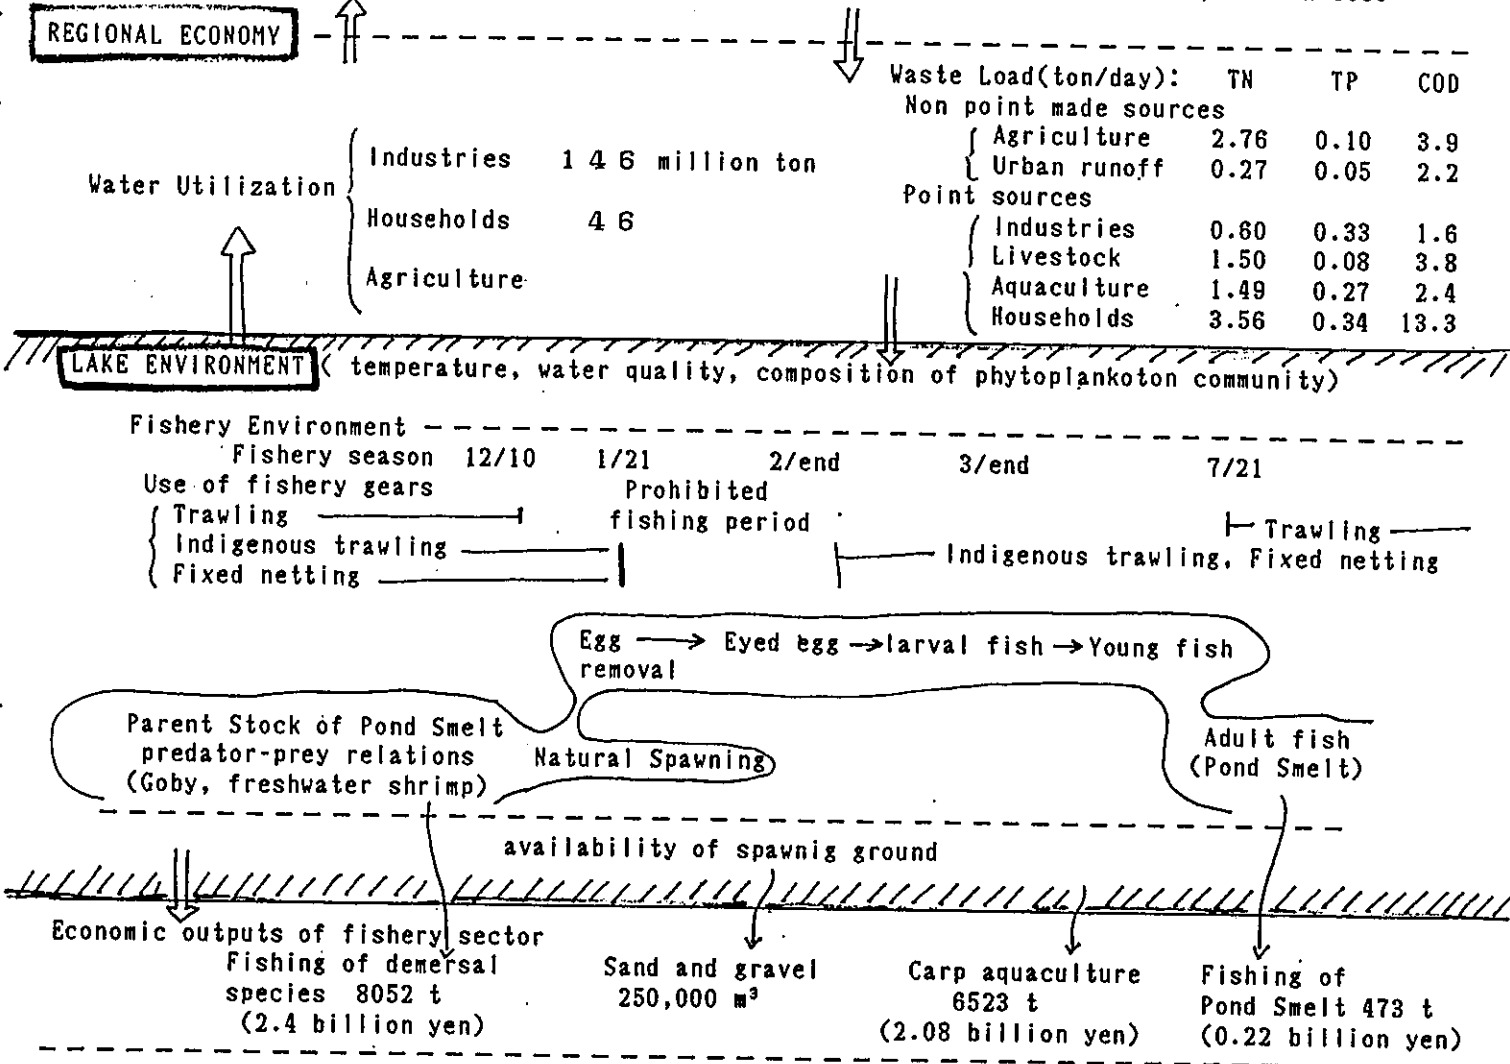 REGIONAL ECONOMY
Waste Load(ton/day): TN TP COD
Non point made sources
Agriculture 2.76 0.10 3.9
Urban runoff 0.27 0.05 2.2
Point sources
Industries 0.60 0.33 1.6
Livestock 1.50 0.08 3.8
Aquaculture 1.49 0.27 2.4
Households 3.56 0.34 13.3
Water Utilization
Industries 146 million ton
Households 46
Agriculture
LAKE ENVIRONMENT ( temperature, water quality, composition of phytoplankoton community)
Fishery Environment
Fishery season 12/10 1/21 2/end 3/end 7/21
Use of fishery gears
Prohibited
fishing period
Trawling
Indigenous trawling
Fixed netting
Trawling
Indigenous trawling, Fixed netting
Egg → Eyed egg → larval fish → Young fish
removal
Parent Stock of Pond Smelt
predator-prey relations
(Goby, freshwater shrimp)
Natural Spawning
Adult fish
(Pond Smelt)
availability of spawnig ground
Economic outputs of fishery sector
Fishing of demersal
species 8052 t
(2.4 billion yen)
Sand and gravel
250,000 m³
Carp aquaculture
6523 t
(2.08 billion yen)
Fishing of
Pond Smelt 473 t
(0.22 billion yen)